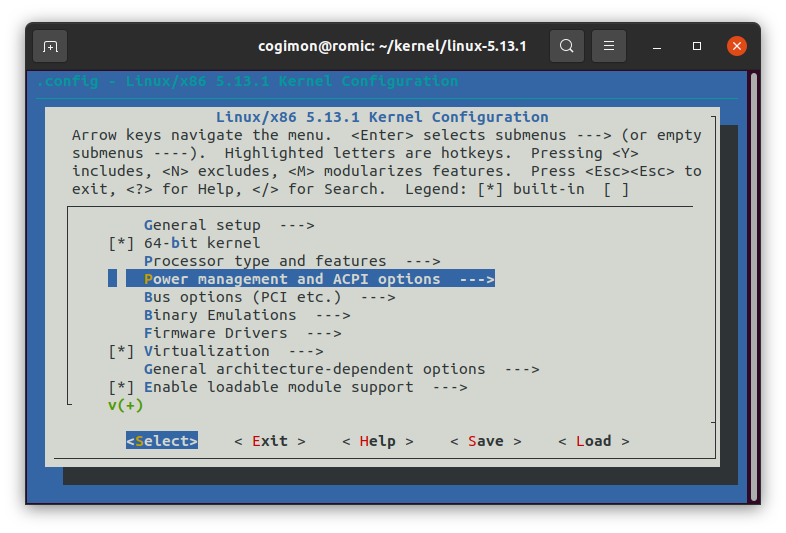 cogimon@romic: ~/kernel/linux-5.13.1
.config - Linux/x86 5.13.1 Kernel Configuration
Linux/x86 5.13.1 Kernel Configuration
Arrow keys navigate the menu.  <Enter> selects submenus ---> (or empty
submenus ----).  Highlighted letters are hotkeys.  Pressing <Y>
includes, <N> excludes, <M> modularizes features.  Press <Esc><Esc> to
exit, <?> for Help, </> for Search.  Legend: [*] built-in  [ ]
General setup  --->
[*] 64-bit kernel
Processor type and features  --->
Power management and ACPI options  --->
Bus options (PCI etc.)  --->
Binary Emulations  --->
Firmware Drivers  --->
[*] Virtualization  --->
General architecture-dependent options  --->
[*] Enable loadable module support  --->
v(+)
<Select>    < Exit >    < Help >    < Save >    < Load >